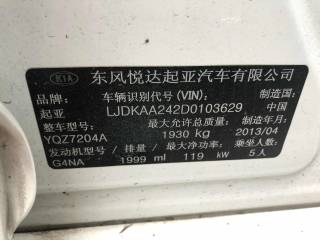 KIA 东风悦达起亚汽车有限公司
品牌: 车辆识别代号(VIN): 制造国:
起亚 LJDKAA242D0103629 中国
整车型号: 最大允许总质量: 制造年月:
YQZ7204A 1930 kg 2013/04
发动机型号 / 排量 / 最大净功率: 乘坐人数:
G4NA 1999 ml 119 kW 5人